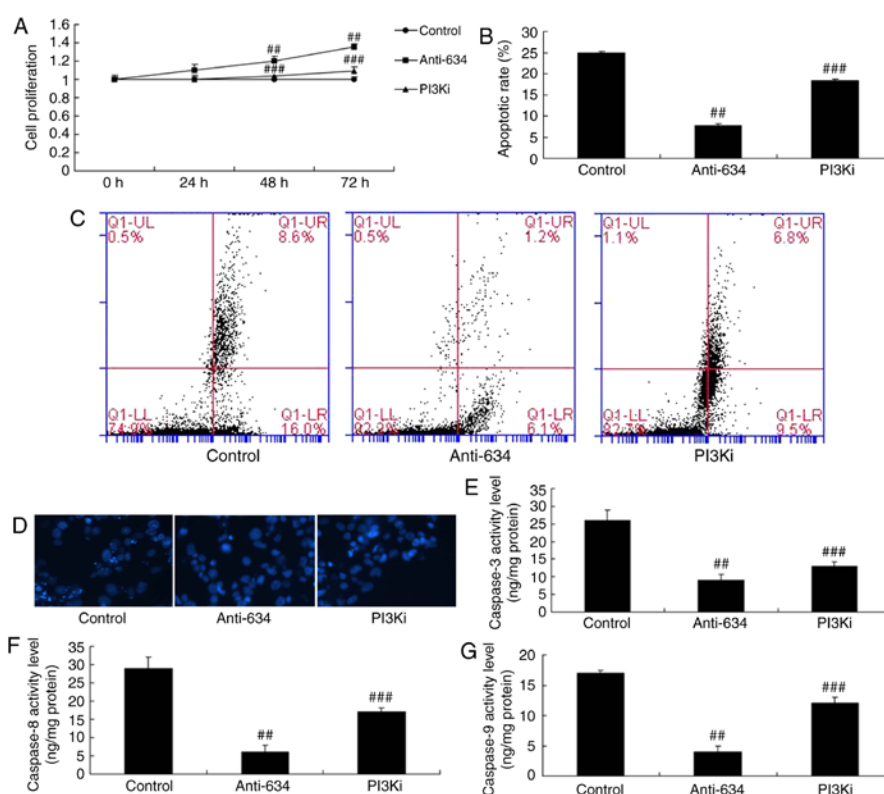 A
Cell proliferation
1.6
1.4
1.2
1
0.8
0.6
0.4
0.2
0
0 h 24 h 48 h 72 h
## ##
### ###
Control
Anti-634
PI3Ki
B
Apoptotic rate (%)
30
25
20
15
10
5
0
##
###
Control Anti-634 PI3Ki
C
Q1-UL Q1-UR
0.5% 8.6%
Q1-LL Q1-LR
16.0%
Control
Q1-UL Q1-UR
0.5% 1.2%
Q1-LL Q1-LR
6.1%
Anti-634
Q1-UL Q1-UR
1.1% 6.8%
Q1-LL Q1-LR
9.5%
PI3Ki
D
Control Anti-634 PI3Ki
E
Caspase-3 activity level
(ng/mg protein)
35
30
25
20
15
10
5
0
##
###
Control Anti-634 PI3Ki
F
Caspase-8 activity level
(ng/mg protein)
35
30
25
20
15
10
5
0
##
###
Control Anti-634 PI3Ki
G
Caspase-9 activity level
(ng/mg protein)
20
15
10
5
0
##
###
Control Anti-634 PI3Ki